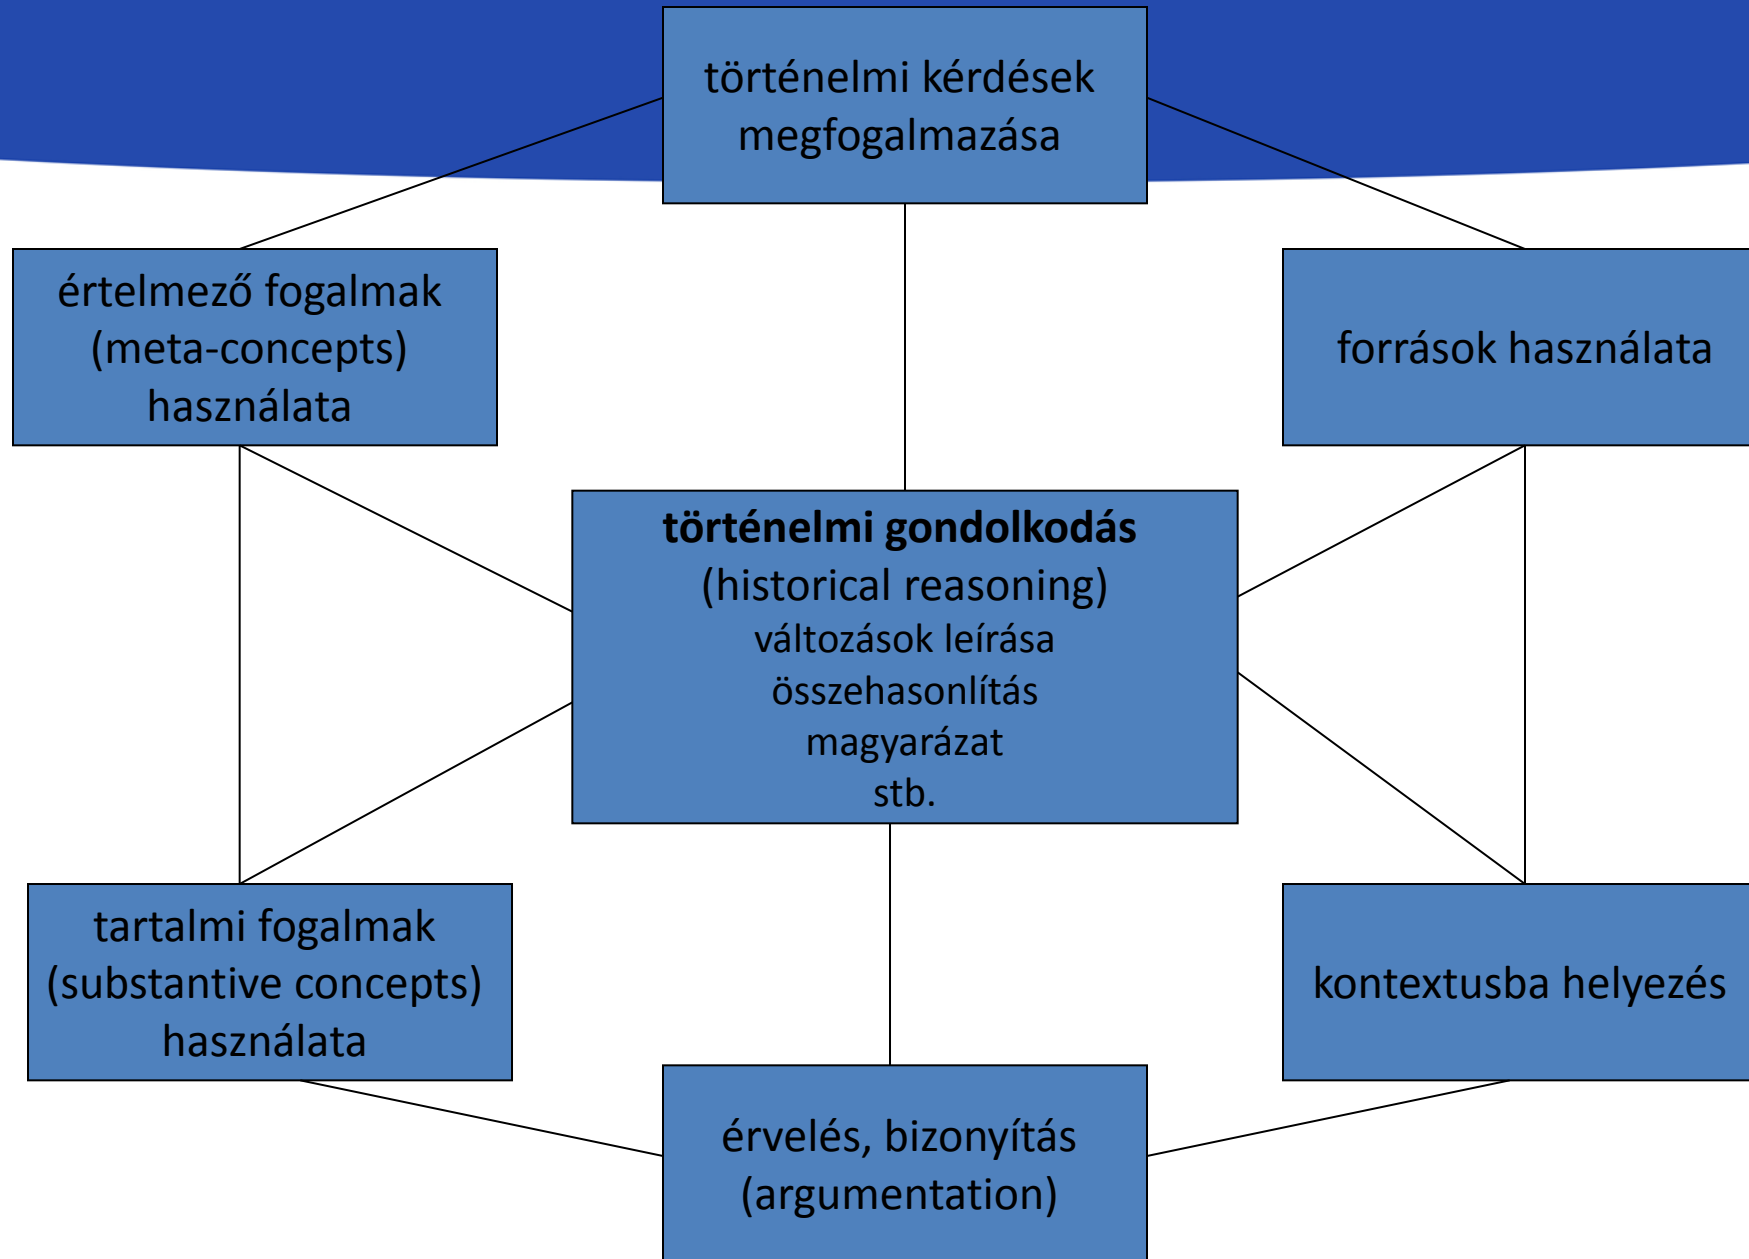 történelmi kérdések
megfogalmazása
értelmező fogalmak
(meta-concepts)
használata
források használata
történelmi gondolkodás
(historical reasoning)
változások leírása
összehasonlítás
magyarázat
stb.
tartalmi fogalmak
(substantive concepts)
használata
kontextusba helyezés
érvelés, bizonyítás
(argumentation)